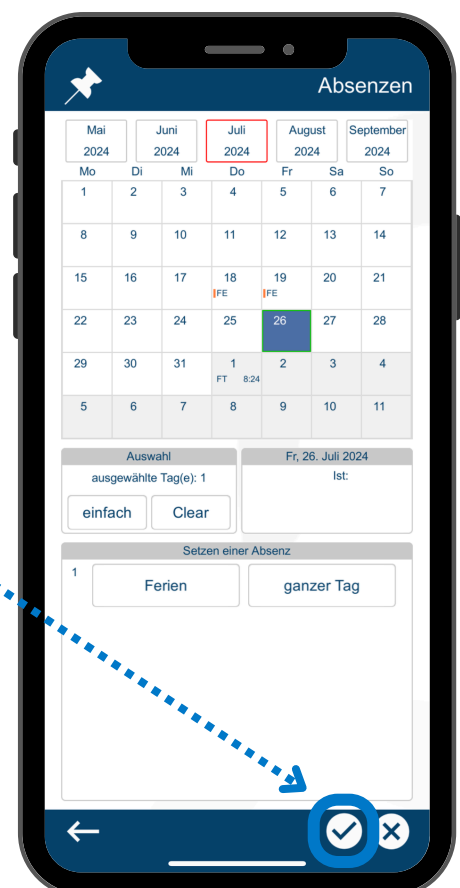 Absenzen
Mai Juni Juli August September
2024 2024 2024 2024 2024
Mo Di Mi Do Fr Sa So
1 2 3 4 5 6 7
8 9 10 11 12 13 14
15 16 17 18 19 20 21
FE FE
22 23 24 25 26 27 28
29 30 31 1 2 3 4
FT 8:24
5 6 7 8 9 10 11
Auswahl
ausgewählte Tag(e): 1
einfach Clear
Fr, 26. Juli 2024
Ist:
Setzen einer Absenz
1 Ferien ganzer Tag